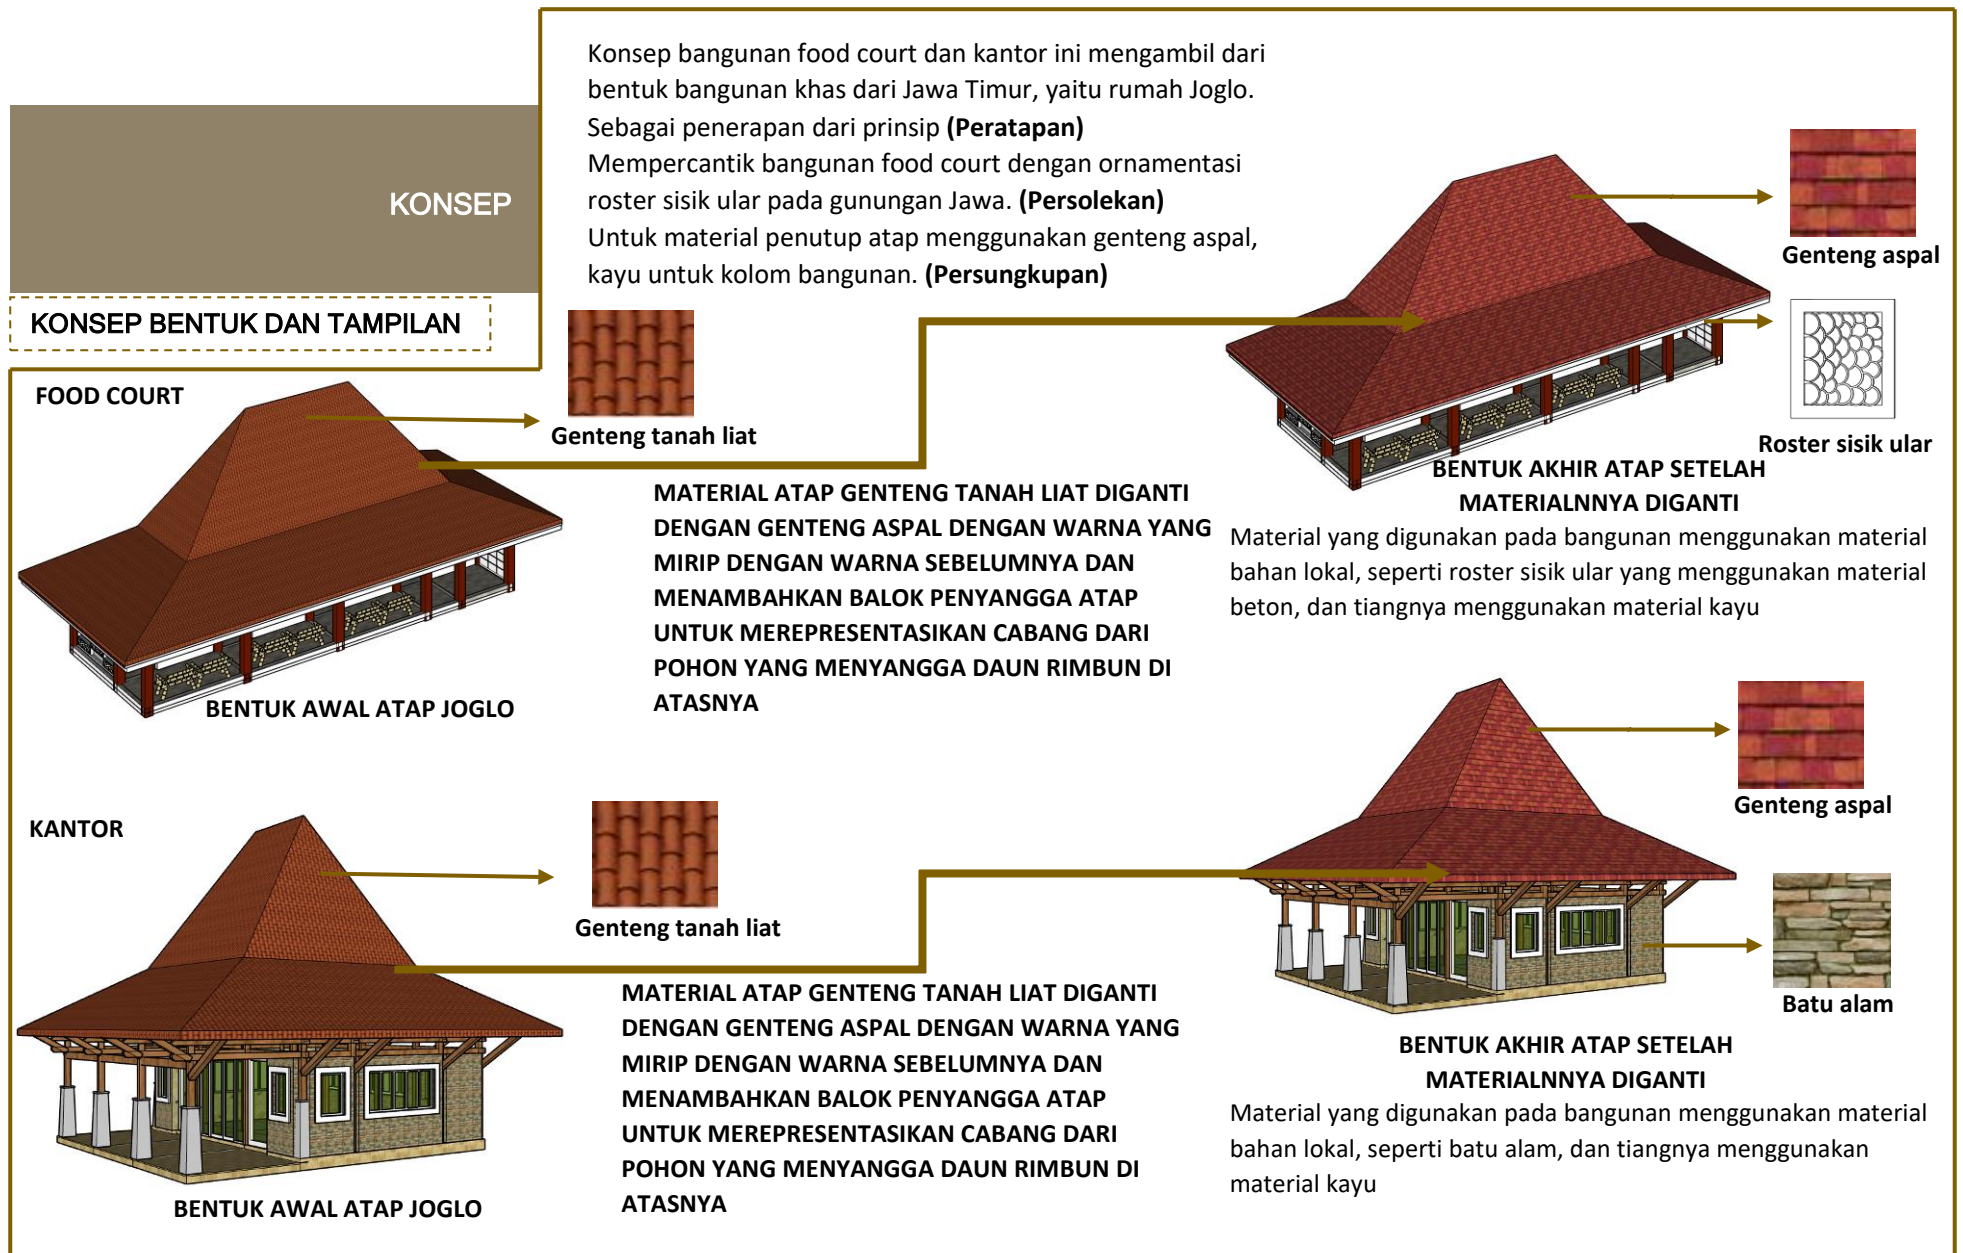 KONSEP
KONSEP BENTUK DAN TAMPILAN
Konsep bangunan food court dan kantor ini mengambil dari
bentuk bangunan khas dari Jawa Timur, yaitu rumah Joglo.
Sebagai penerapan dari prinsip (Peratapan)
Mempercantik bangunan food court dengan ornamentasi
roster sisik ular pada gunungan Jawa. (Persolekan)
Untuk material penutup atap menggunakan genteng aspal,
kayu untuk kolom bangunan. (Persungkupan)
FOOD COURT
Genteng tanah liat
BENTUK AWAL ATAP JOGLO
MATERIAL ATAP GENTENG TANAH LIAT DIGANTI
DENGAN GENTENG ASPAL DENGAN WARNA YANG
MIRIP DENGAN WARNA SEBELUMNYA DAN
MENAMBAHKAN BALOK PENYANGGA ATAP
UNTUK MEREPRESENTASIKAN CABANG DARI
POHON YANG MENYANGGA DAUN RIMBUN DI
ATASNYA
Genteng aspal
Roster sisik ular
BENTUK AKHIR ATAP SETELAH
MATERIALNNYA DIGANTI
Material yang digunakan pada bangunan menggunakan material
bahan lokal, seperti roster sisik ular yang menggunakan material
beton, dan tiangnya menggunakan material kayu
KANTOR
Genteng tanah liat
BENTUK AWAL ATAP JOGLO
MATERIAL ATAP GENTENG TANAH LIAT DIGANTI
DENGAN GENTENG ASPAL DENGAN WARNA YANG
MIRIP DENGAN WARNA SEBELUMNYA DAN
MENAMBAHKAN BALOK PENYANGGA ATAP
UNTUK MEREPRESENTASIKAN CABANG DARI
POHON YANG MENYANGGA DAUN RIMBUN DI
ATASNYA
Genteng aspal
Batu alam
BENTUK AKHIR ATAP SETELAH
MATERIALNNYA DIGANTI
Material yang digunakan pada bangunan menggunakan material
bahan lokal, seperti batu alam, dan tiangnya menggunakan
material kayu